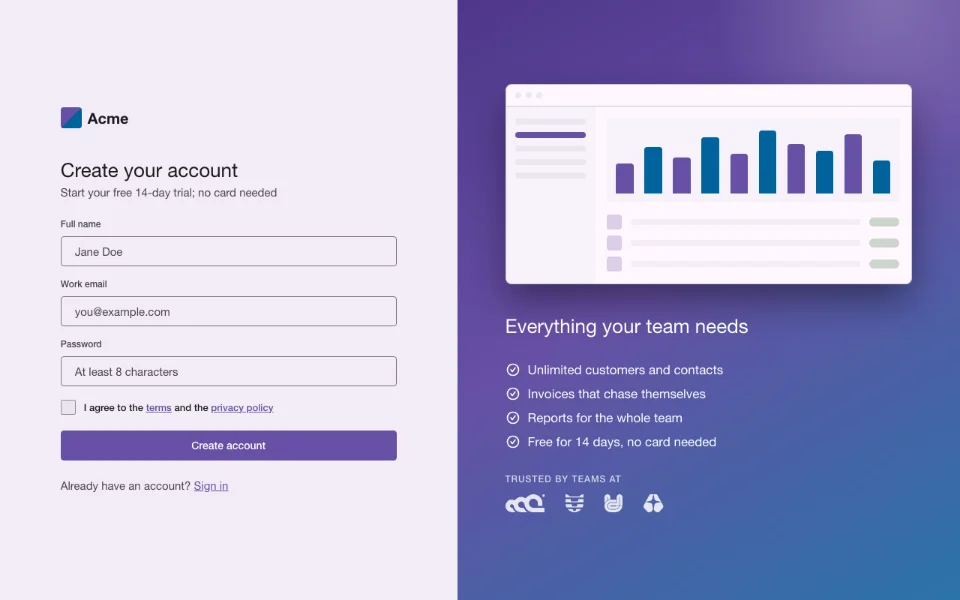 Acme
Create your account
Start your free 14-day trial; no card needed
Full name
Jane Doe
Work email
you@example.com
Password
At least 8 characters
I agree to the terms and the privacy policy
Create account
Already have an account? Sign in
Everything your team needs
Unlimited customers and contacts
Invoices that chase themselves
Reports for the whole team
Free for 14 days, no card needed
TRUSTED BY TEAMS AT